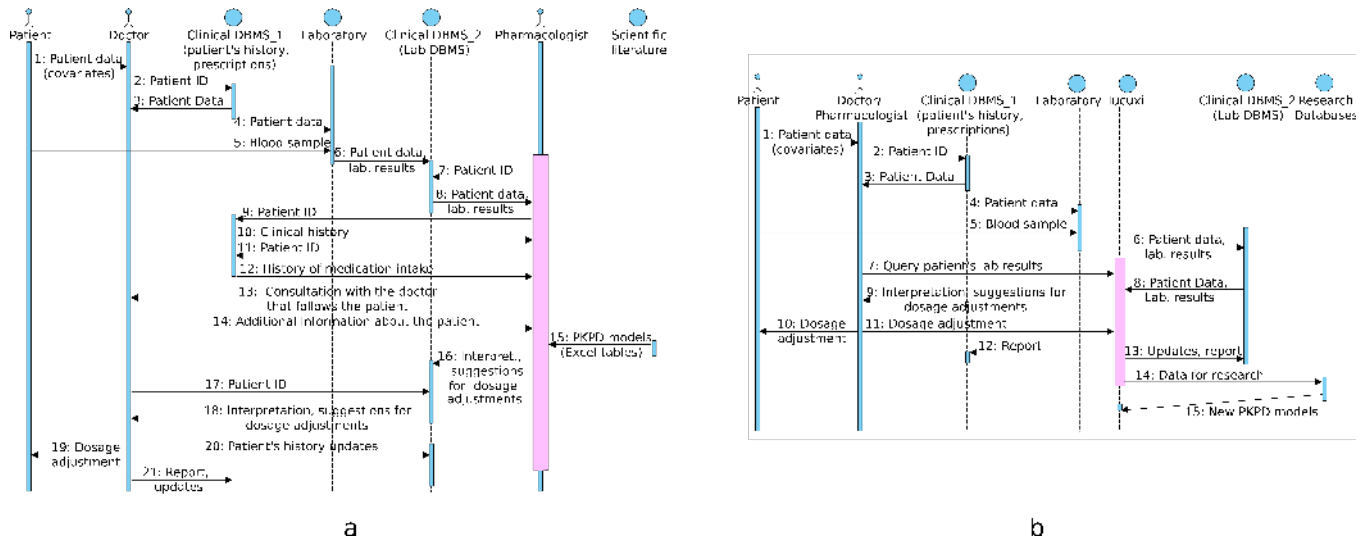 Patient
Doctor
Clinical DBMS_1
(patient's history,
prescriptions)
Laboratory
Clinical DBMS_2
(Lab DBMS)
Pharmacologist
Scientific
literature
1: Patient data
(covariates)
2: Patient ID
3: Patient Data
4: Patient data
5: Blood sample
6: Patient data,
lab. results
7: Patient ID
8: Patient data,
lab. results
9: Patient ID
10: Clinical history
11: Patient ID
12: History of medication intake
13: Consultation with the doctor
that follows the patient.
14: Additional information about the patient
15: PKPD models
(Excel tables)
16: Interpret.,
suggestions
for dosage
adjustments
17: Patient ID
18: Interpretation, suggestions for
dosage adjustments
19: Dosage
adjustment
20: Patient's history updates
21: Report,
updates
a
Patient
Doctor,
Pharmacologist
Clinical DBMS_1
(patient's history,
prescriptions)
Laboratory
Tucuxi
Clinical DBMS_2
(Lab DBMS)
Research
Databases
1: Patient data
(covariates)
2: Patient ID
3: Patient Data
4: Patient data
5: Blood sample
6: Patient data,
lab. results
7: Query patient's lab results
8: Patient Data,
Lab. results
9: Interpretation, suggestions for
dosage adjustments
10: Dosage
adjustment
11: Dosage adjustment
12: Report
13: Updates, report
14: Data for research
15: New PKPD models
b